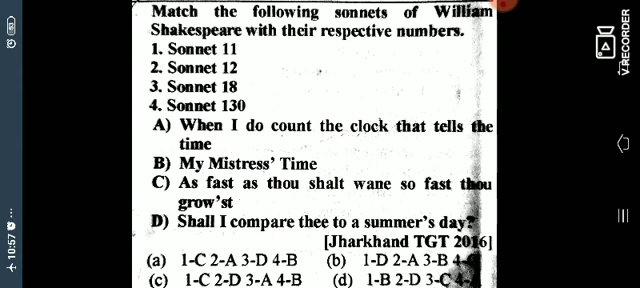 Match the following sonnets of William
Shakespeare with their respective numbers.
1. Sonnet 11
2. Sonnet 12
3. Sonnet 18
4. Sonnet 130
A) When I do count the clock that tells the
time
B) My Mistress' Time
C) As fast as thou shalt wane so fast thou
grow'st
D) Shall I compare thee to a summer's day?
[Jharkhand TGT 2016]
(a) 1-C 2-A 3-D 4-B (b) 1-D 2-A 3-B
(c) 1-C 2-D 3-A 4-B (d) 1-B 2-D 3-C
V.RECORDER
10:57